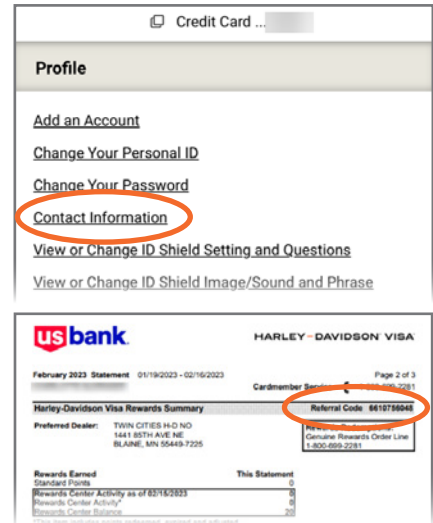 Credit Card ...
Profile
Add an Account
Change Your Personal ID
Change Your Password
Contact Information
View or Change ID Shield Setting and Questions
View or Change ID Shield Image/Sound and Phrase
usbank.
HARLEY-DAVIDSON VISA
February 2023 Statement 01/19/2023 - 02/16/2023
Page 2 of 3
Cardmember
Harley-Davidson Visa Rewards Summary
Referral Code 6610756048
Preferred Dealer: TWIN CITIES H-D NO
1441 85TH AVE NE
BLAINE, MN 55449-7225
Genuine Rewards Order Line
1-800-699-2281
Rewards Earned This Statement
Standard Points 0
Rewards Center Activity as of 02/15/2023 0
Rewards Center Activity* 0
Rewards Center Balance 20